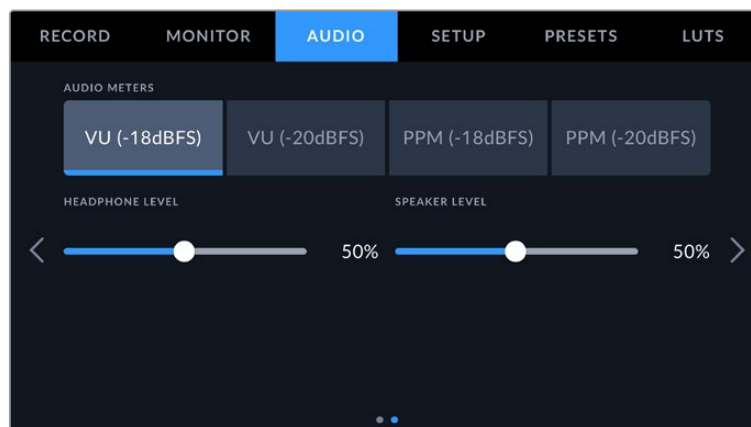 RECORD MONITOR AUDIO SETUP PRESETS LUTS
AUDIO METERS
VU (-18dBFS) VU (-20dBFS) PPM (-18dBFS) PPM (-20dBFS)
HEADPHONE LEVEL SPEAKER LEVEL
50% 50%